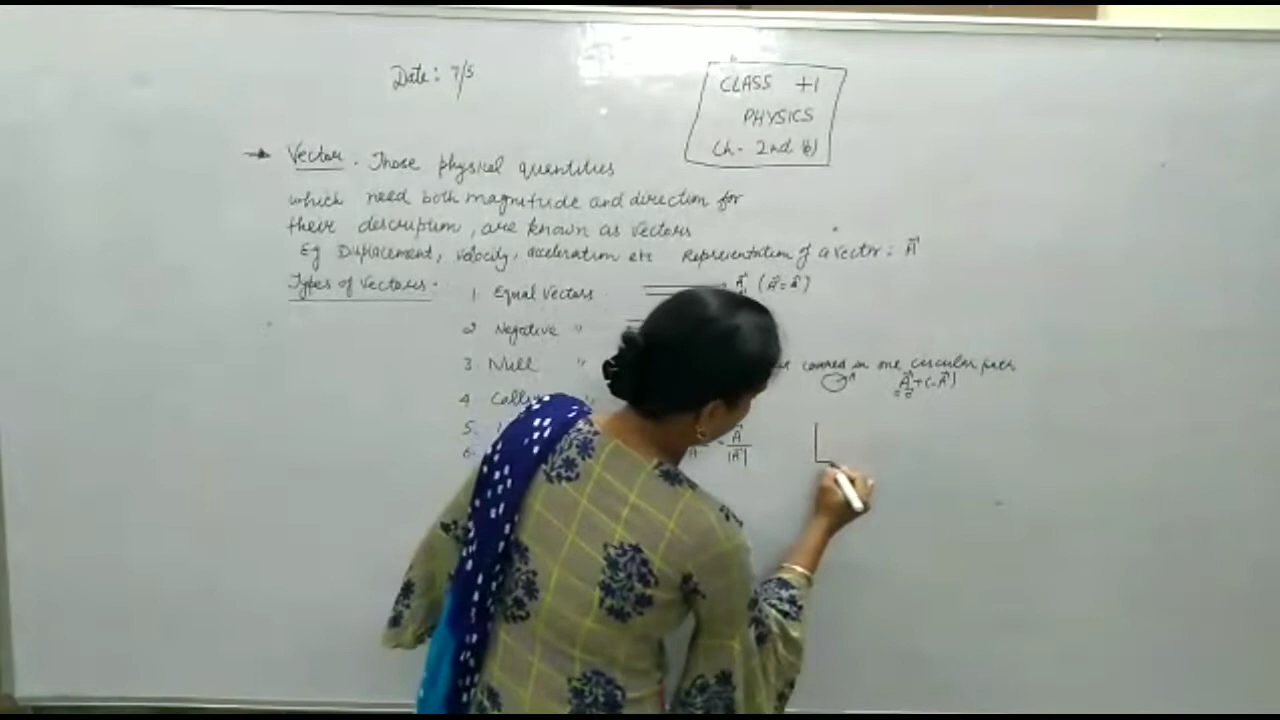 Date: 7/5
CLASS +1
PHYSICS
Ch- 2nd b)
Vector. Those physical quantities
which need both magnitude and direction for
their description, are known as vectors
Eg Displacement, velocity, acceleration etc Representation of a vector: A⃗
Types of vectors.
1. Equal vectors
2 Negative "
3. Null " covered in one circular path
A⃗+(-A⃗)
4
5.
6. A⃗/|A⃗|